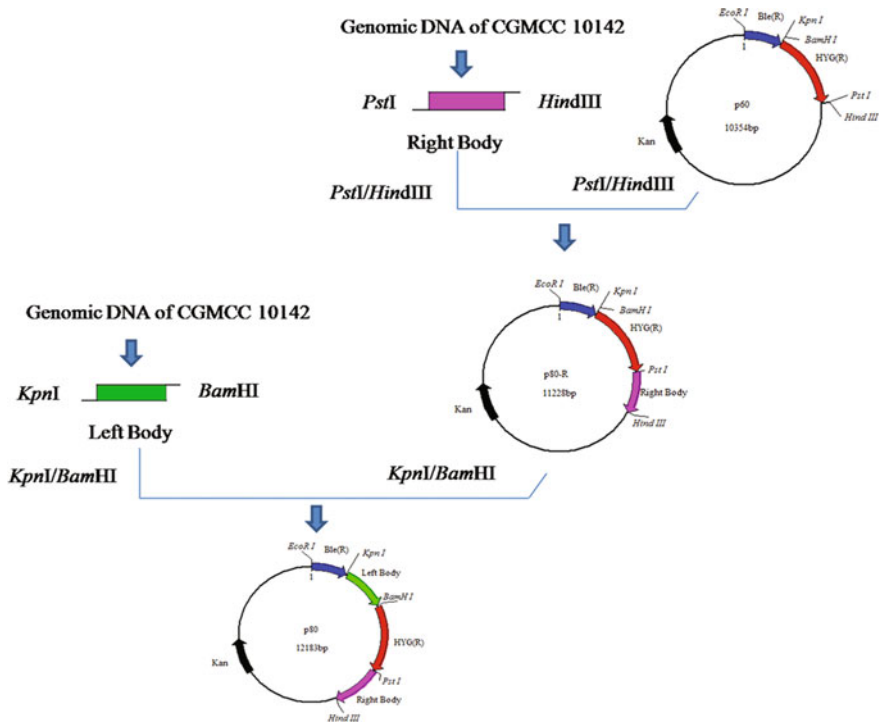 Genomic DNA of CGMCC 10142
PstI
HindIII
Right Body
PstI/HindIII
PstI/HindIII
EcoR I
Ble(R)
Kpn I
BamH I
HYG(R)
1
p60
10354bp
Pst I
Hind III
Kan
Genomic DNA of CGMCC 10142
KpnI
BamHI
Left Body
KpnI/BamHI
KpnI/BamHI
EcoR I
Ble(R)
Kpn I
BamH I
HYG(R)
1
p80-R
11228bp
Pst I
Right Body
Hind III
Kan
EcoR I
Ble(R)
Kpn I
Left Body
1
BamH I
p80
12183bp
HYG(R)
Kan
Pst I
Right Body
Hind III